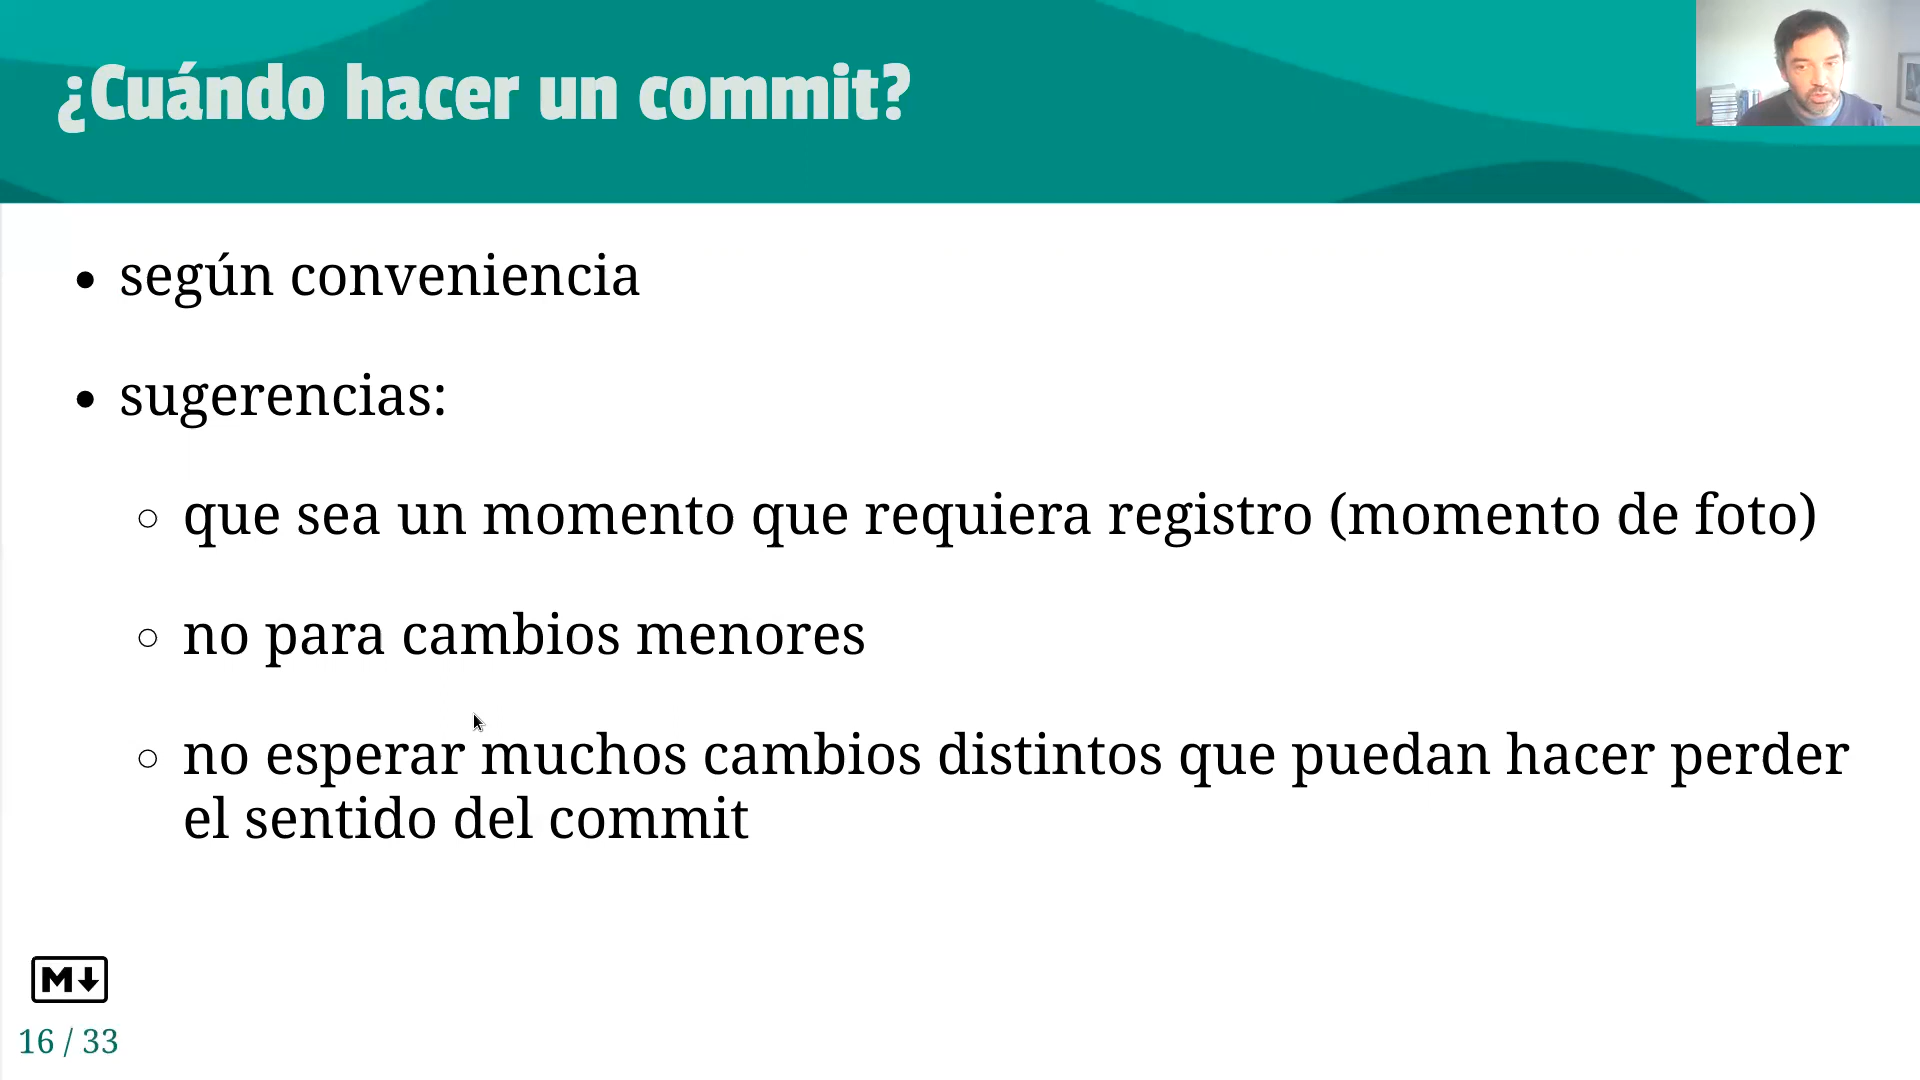 ¿Cuándo hacer un commit?
• según conveniencia
• sugerencias:
○ que sea un momento que requiera registro (momento de foto)
○ no para cambios menores
○ no esperar muchos cambios distintos que puedan hacer perder
el sentido del commit
M↓
16 / 33